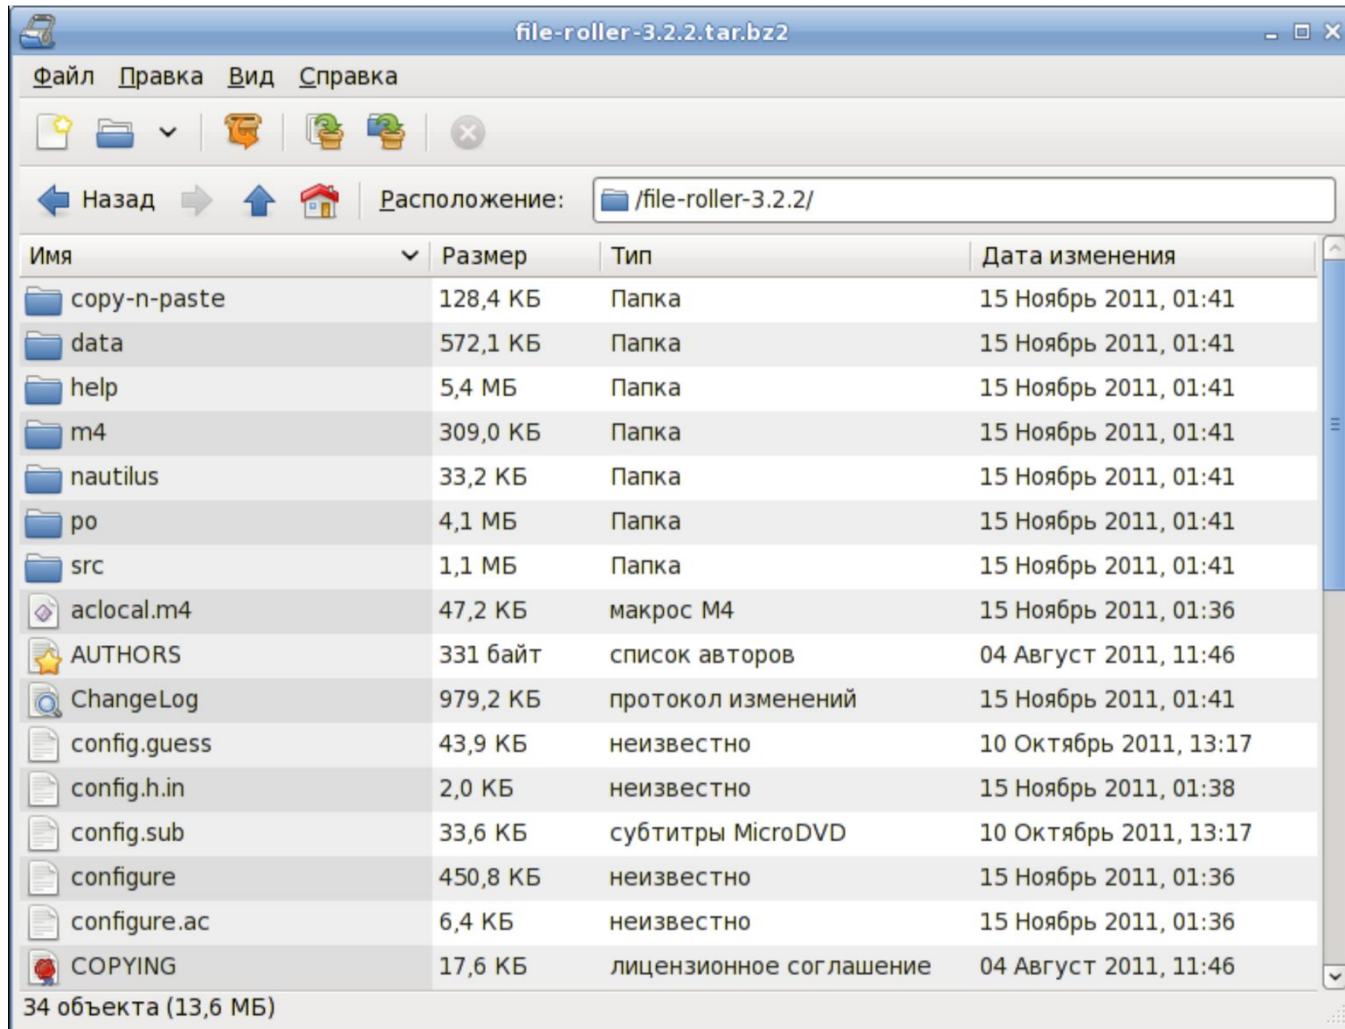 file-roller-3.2.2.tar.bz2
Файл Правка Вид Справка
Назад Расположение: /file-roller-3.2.2/
Имя Размер Тип Дата изменения
copy-n-paste 128,4 КБ Папка 15 Ноябрь 2011, 01:41
data 572,1 КБ Папка 15 Ноябрь 2011, 01:41
help 5,4 МБ Папка 15 Ноябрь 2011, 01:41
m4 309,0 КБ Папка 15 Ноябрь 2011, 01:41
nautilus 33,2 КБ Папка 15 Ноябрь 2011, 01:41
po 4,1 МБ Папка 15 Ноябрь 2011, 01:41
src 1,1 МБ Папка 15 Ноябрь 2011, 01:41
aclocal.m4 47,2 КБ макрос M4 15 Ноябрь 2011, 01:36
AUTHORS 331 байт список авторов 04 Август 2011, 11:46
ChangeLog 979,2 КБ протокол изменений 15 Ноябрь 2011, 01:41
config.guess 43,9 КБ неизвестно 10 Октябрь 2011, 13:17
config.h.in 2,0 КБ неизвестно 15 Ноябрь 2011, 01:38
config.sub 33,6 КБ субтитры MicroDVD 10 Октябрь 2011, 13:17
configure 450,8 КБ неизвестно 15 Ноябрь 2011, 01:36
configure.ac 6,4 КБ неизвестно 15 Ноябрь 2011, 01:36
COPYING 17,6 КБ лицензионное соглашение 04 Август 2011, 11:46
34 объекта (13,6 МБ)